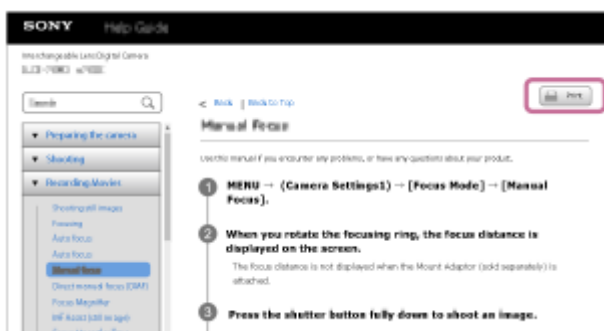 SONY Help Guide
Interchangeable Lens Digital Camera
Search
Back | Back to Top
Print
Manual Focus
Preparing the camera
Shooting
Recording Movies
Shooting still images
Focusing
Auto focus
Auto focus
Manual focus
Direct manual focus (DMF)
Focus Magnifier
MF Assist (still image)
Use this manual if you encounter any problems, or have any questions about your product.
1 MENU → (Camera Settings1) → [Focus Mode] → [Manual
Focus].
2 When you rotate the focusing ring, the focus distance is
displayed on the screen.
The focus distance is not displayed when the Mount Adaptor (sold separately) is
attached.
3 Press the shutter button fully down to shoot an image.